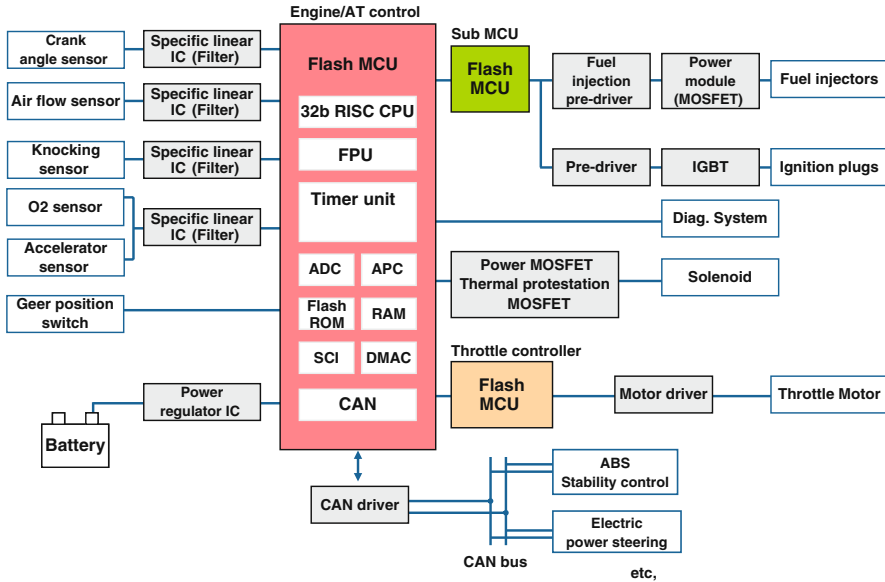 Engine/AT control
Crank
angle sensor
Specific linear
IC (Filter)
Air flow sensor
Specific linear
IC (Filter)
Knocking
sensor
Specific linear
IC (Filter)
O2 sensor
Accelerator
sensor
Specific linear
IC (Filter)
Geer position
switch
Battery
Power
regulator IC
Flash MCU
32b RISC CPU
FPU
Timer unit
ADC
APC
Flash
ROM
RAM
SCI
DMAC
CAN
Sub MCU
Flash
MCU
Fuel
injection
pre-driver
Power
module
(MOSFET)
Fuel injectors
Pre-driver
IGBT
Ignition plugs
Diag. System
Power MOSFET
Thermal protestation
MOSFET
Solenoid
Throttle controller
Flash
MCU
Motor driver
Throttle Motor
CAN driver
CAN bus
ABS
Stability control
Electric
power steering
etc,